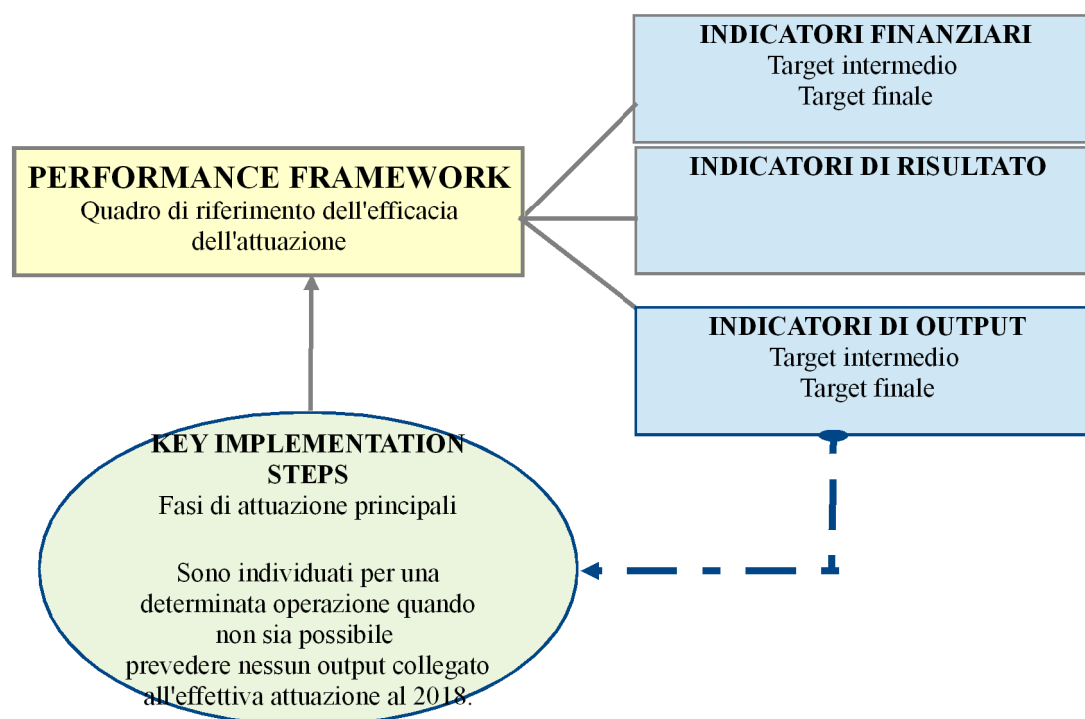 INDICATORI FINANZIARI
Target intermedio
Target finale
PERFORMANCE FRAMEWORK
Quadro di riferimento dell'efficacia
dell'attuazione
INDICATORI DI RISULTATO
INDICATORI DI OUTPUT
Target intermedio
Target finale
KEY IMPLEMENTATION
STEPS
Fasi di attuazione principali
Sono individuati per una
determinata operazione quando
non sia possibile
prevedere nessun output collegato
all'effettiva attuazione al 2018.